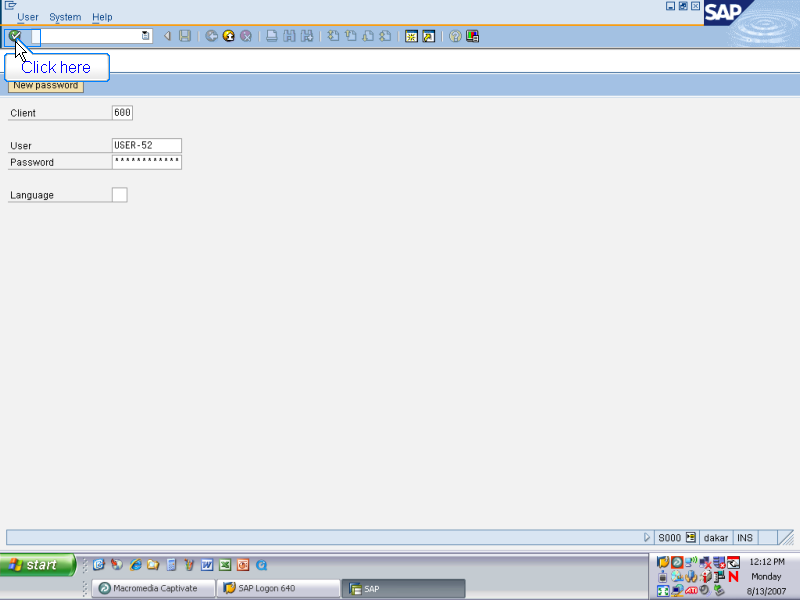 User System Help
SAP
Click here
New password
Client 600
User USER-52
Password ************
Language
S000 dakar INS
start
12:12 PM
Macromedia Captivate SAP Logon 640 SAP
Monday
8/13/2007